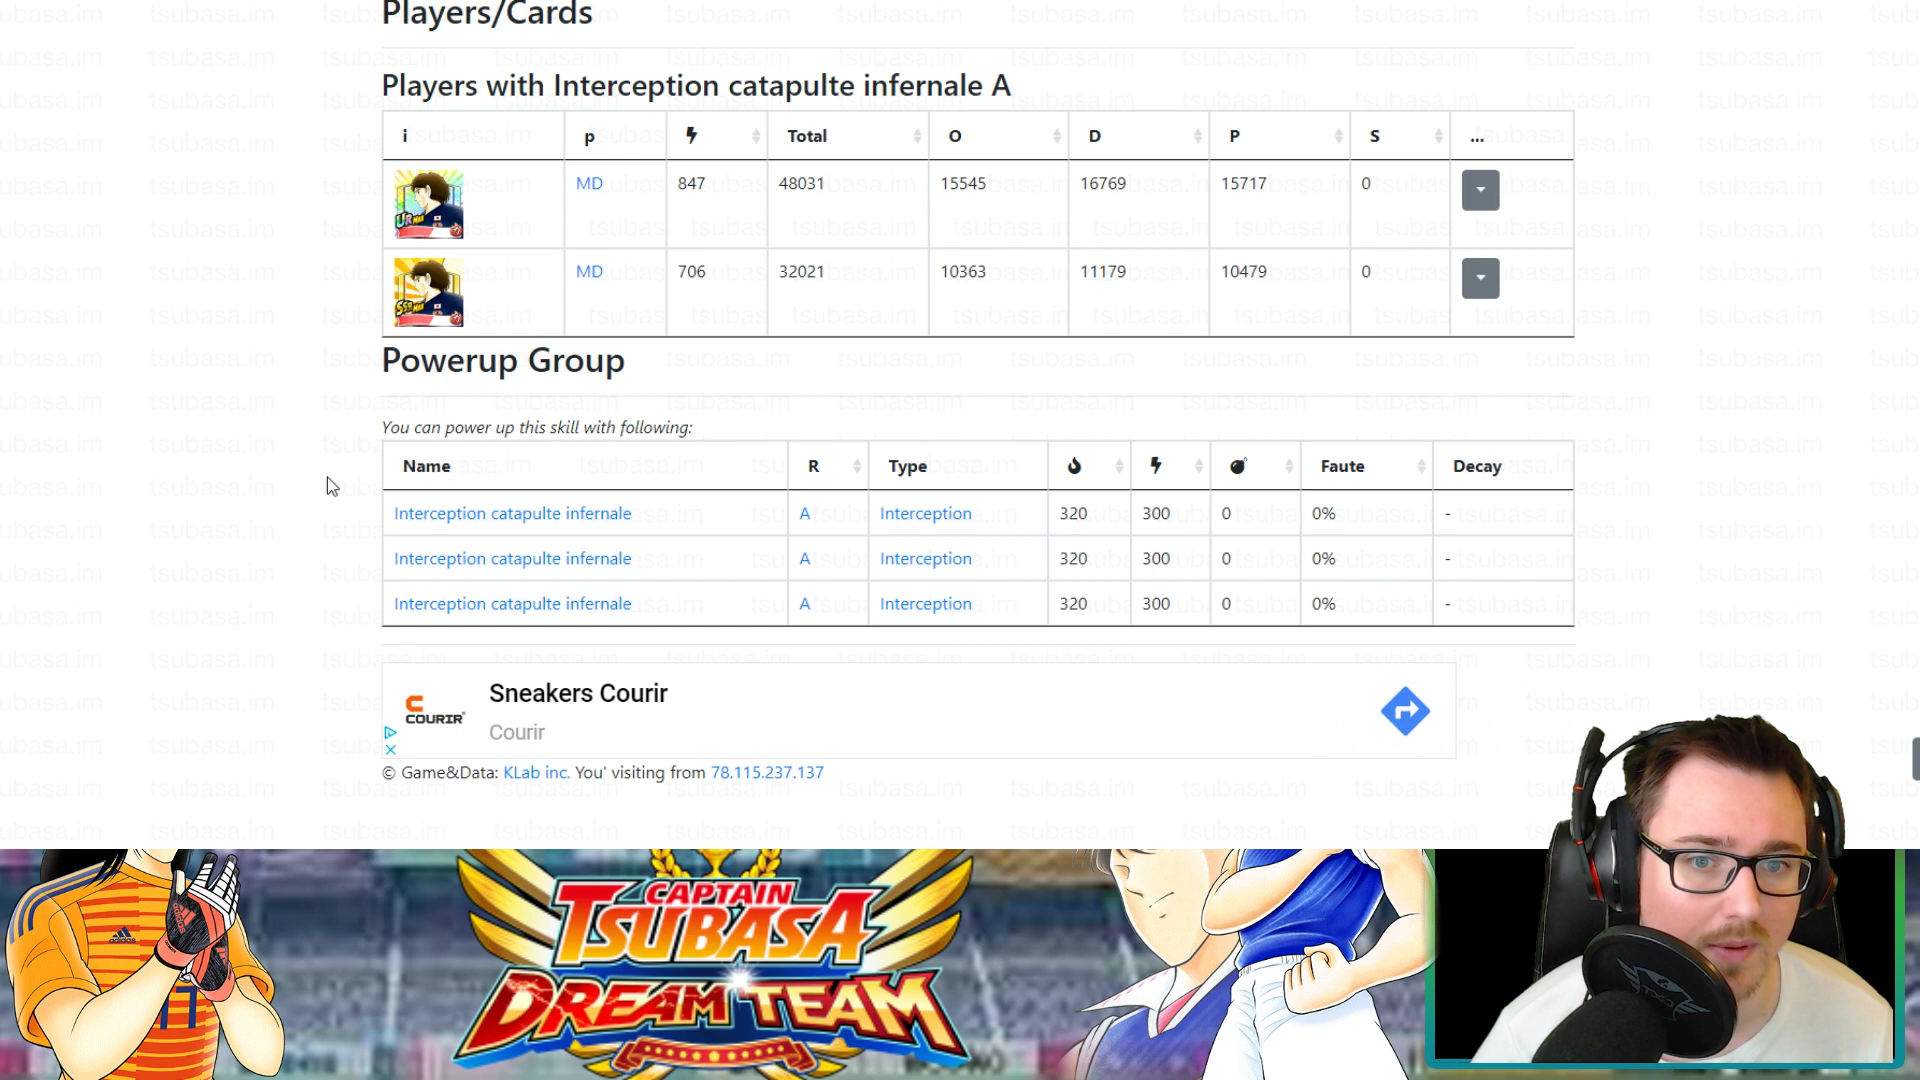 Players/Cards
Players with Interception catapulte infernale A
i p Total O D P S ...
MD 847 48031 15545 16769 15717 0
MD 706 32021 10363 11179 10479 0
Powerup Group
You can power up this skill with following:
Name R Type Faute Decay
Interception catapulte infernale A Interception 320 300 0 0% -
Interception catapulte infernale A Interception 320 300 0 0% -
Interception catapulte infernale A Interception 320 300 0 0% -
C
COURIR
Sneakers Courir
Courir
© Game&Data: KLab inc. You' visiting from 78.115.237.137
tsubasa.im
adidas
CAPTAIN
TSUBASA
DREAM TEAM